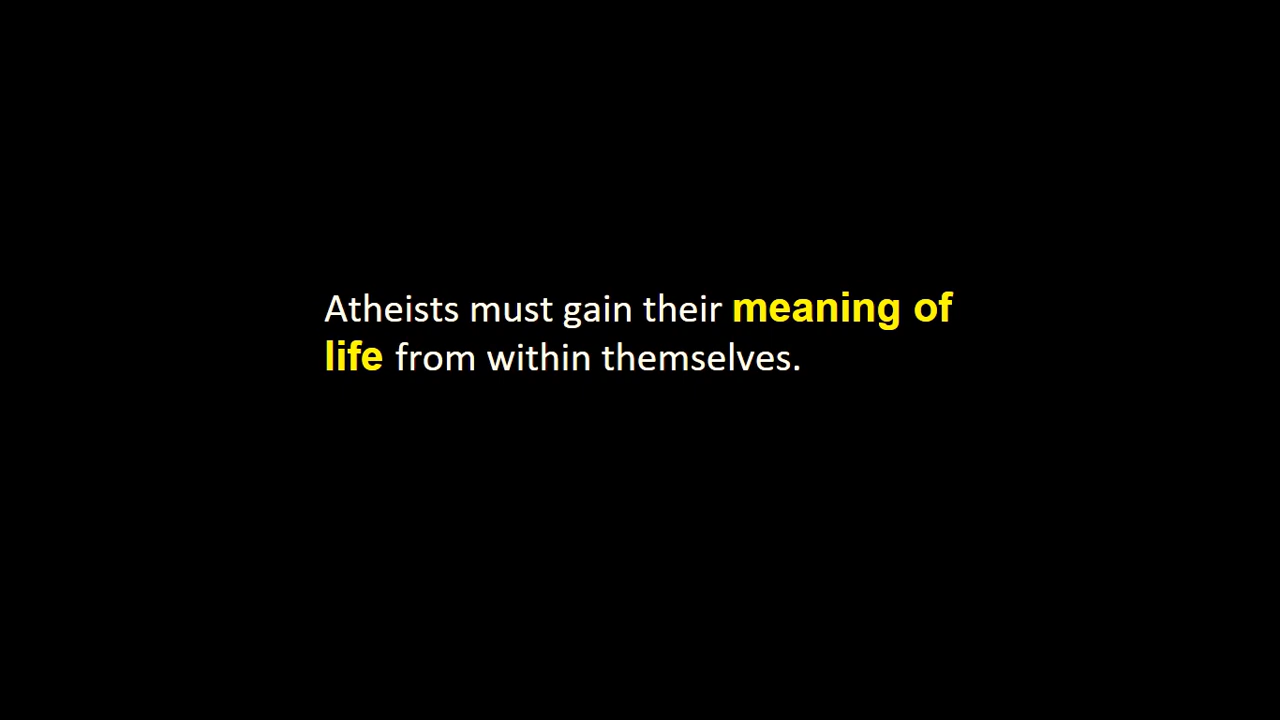 Atheists must gain their meaning of
life from within themselves.